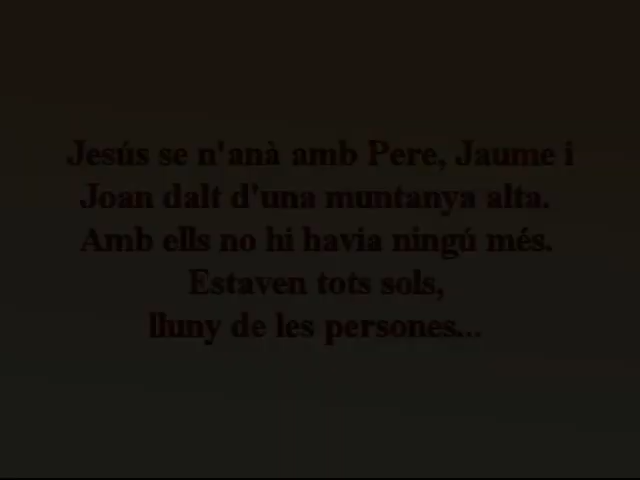 Jesús se n'anà amb Pere, Jaume i
Joan dalt d'una muntanya alta.
Amb ells no hi havia ningú més.
Estaven tots sols,
lluny de les persones...